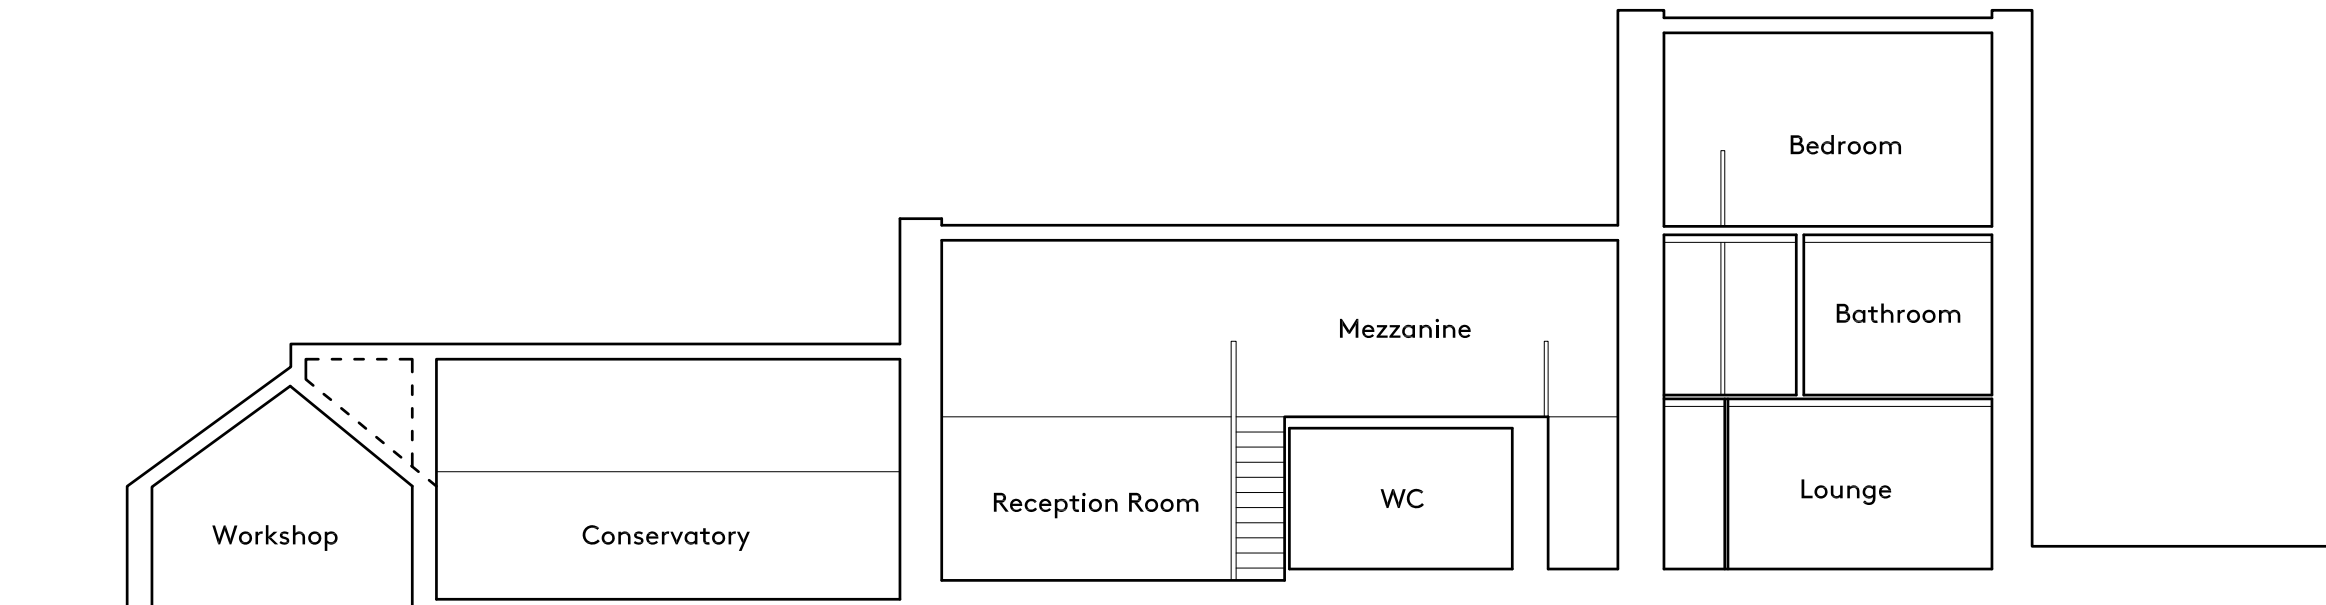 Bedroom
Bathroom
Mezzanine
Lounge
WC
Reception Room
Conservatory
Workshop